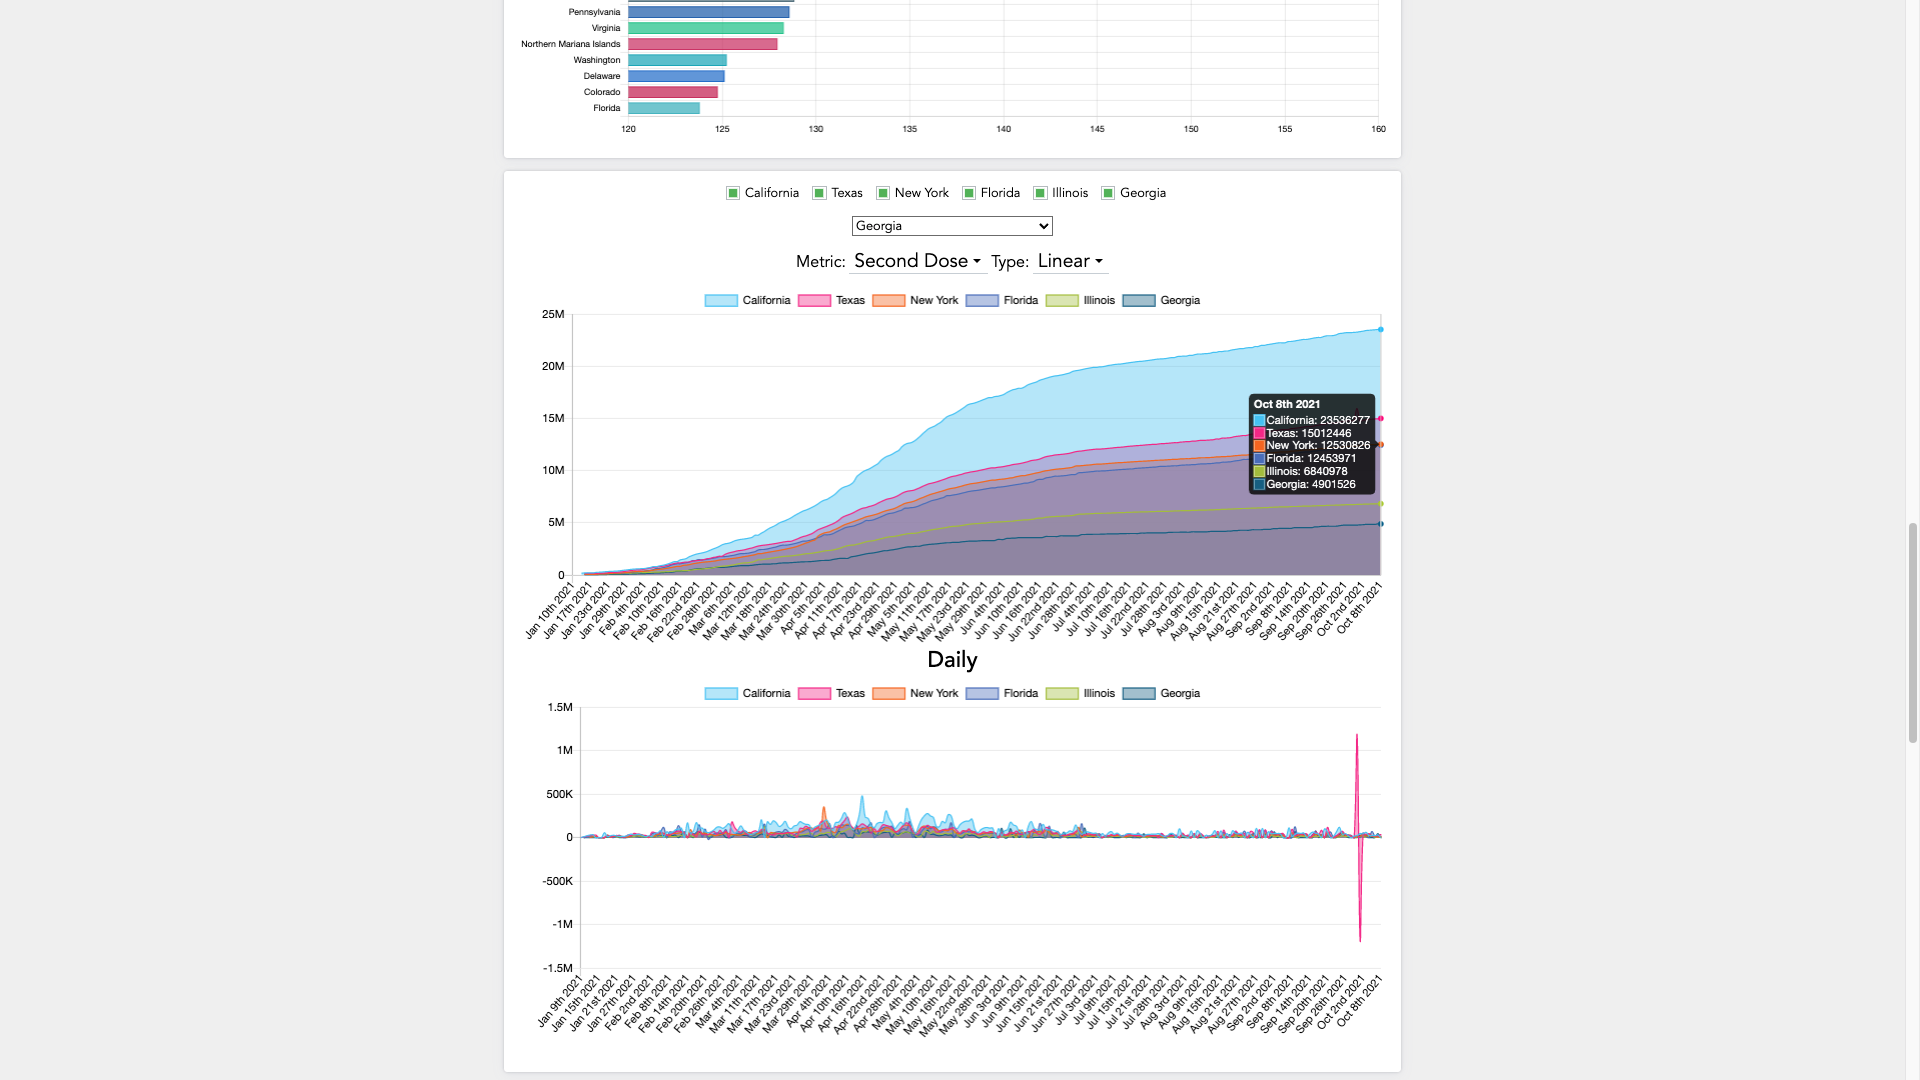 Pennsylvania
Virginia
Northern Mariana Islands
Washington
Delaware
Colorado
Florida
120 125 130 135 140 145 150 155 160
California Texas New York Florida Illinois Georgia
Georgia
Metric: Second Dose Type: Linear
California Texas New York Florida Illinois Georgia
25M
20M
15M
10M
5M
0
Oct 8th 2021
California: 23536277
Texas: 15012446
New York: 12530826
Florida: 12453971
Illinois: 6840978
Georgia: 4901526
Jan 10th 2021 Jan 17th 2021 Jan 23rd 2021 Jan 29th 2021 Feb 4th 2021 Feb 10th 2021 Feb 16th 2021 Feb 22nd 2021 Feb 28th 2021 Mar 6th 2021 Mar 12th 2021 Mar 18th 2021 Mar 24th 2021 Mar 30th 2021 Apr 5th 2021 Apr 11th 2021 Apr 17th 2021 Apr 23rd 2021 Apr 29th 2021 May 5th 2021 May 11th 2021 May 17th 2021 May 23rd 2021 May 29th 2021 Jun 4th 2021 Jun 10th 2021 Jun 16th 2021 Jun 22nd 2021 Jun 28th 2021 Jul 4th 2021 Jul 10th 2021 Jul 16th 2021 Jul 22nd 2021 Jul 28th 2021 Aug 3rd 2021 Aug 9th 2021 Aug 15th 2021 Aug 21st 2021 Aug 27th 2021 Sep 2nd 2021 Sep 8th 2021 Sep 14th 2021 Sep 20th 2021 Sep 26th 2021 Oct 2nd 2021 Oct 8th 2021
Daily
California Texas New York Florida Illinois Georgia
1.5M
1M
500K
0
-500K
-1M
-1.5M
Jan 9th 2021 Jan 15th 2021 Jan 21st 2021 Jan 27th 2021 Feb 2nd 2021 Feb 8th 2021 Feb 14th 2021 Feb 20th 2021 Feb 26th 2021 Mar 4th 2021 Mar 11th 2021 Mar 17th 2021 Mar 23rd 2021 Mar 29th 2021 Apr 4th 2021 Apr 10th 2021 Apr 16th 2021 Apr 22nd 2021 Apr 28th 2021 May 4th 2021 May 10th 2021 May 16th 2021 May 22nd 2021 May 28th 2021 Jun 3rd 2021 Jun 9th 2021 Jun 15th 2021 Jun 21st 2021 Jun 27th 2021 Jul 3rd 2021 Jul 9th 2021 Jul 15th 2021 Jul 21st 2021 Jul 28th 2021 Aug 3rd 2021 Aug 9th 2021 Aug 15th 2021 Aug 21st 2021 Aug 27th 2021 Sep 2nd 2021 Sep 8th 2021 Sep 14th 2021 Sep 20th 2021 Sep 26th 2021 Oct 2nd 2021 Oct 8th 2021